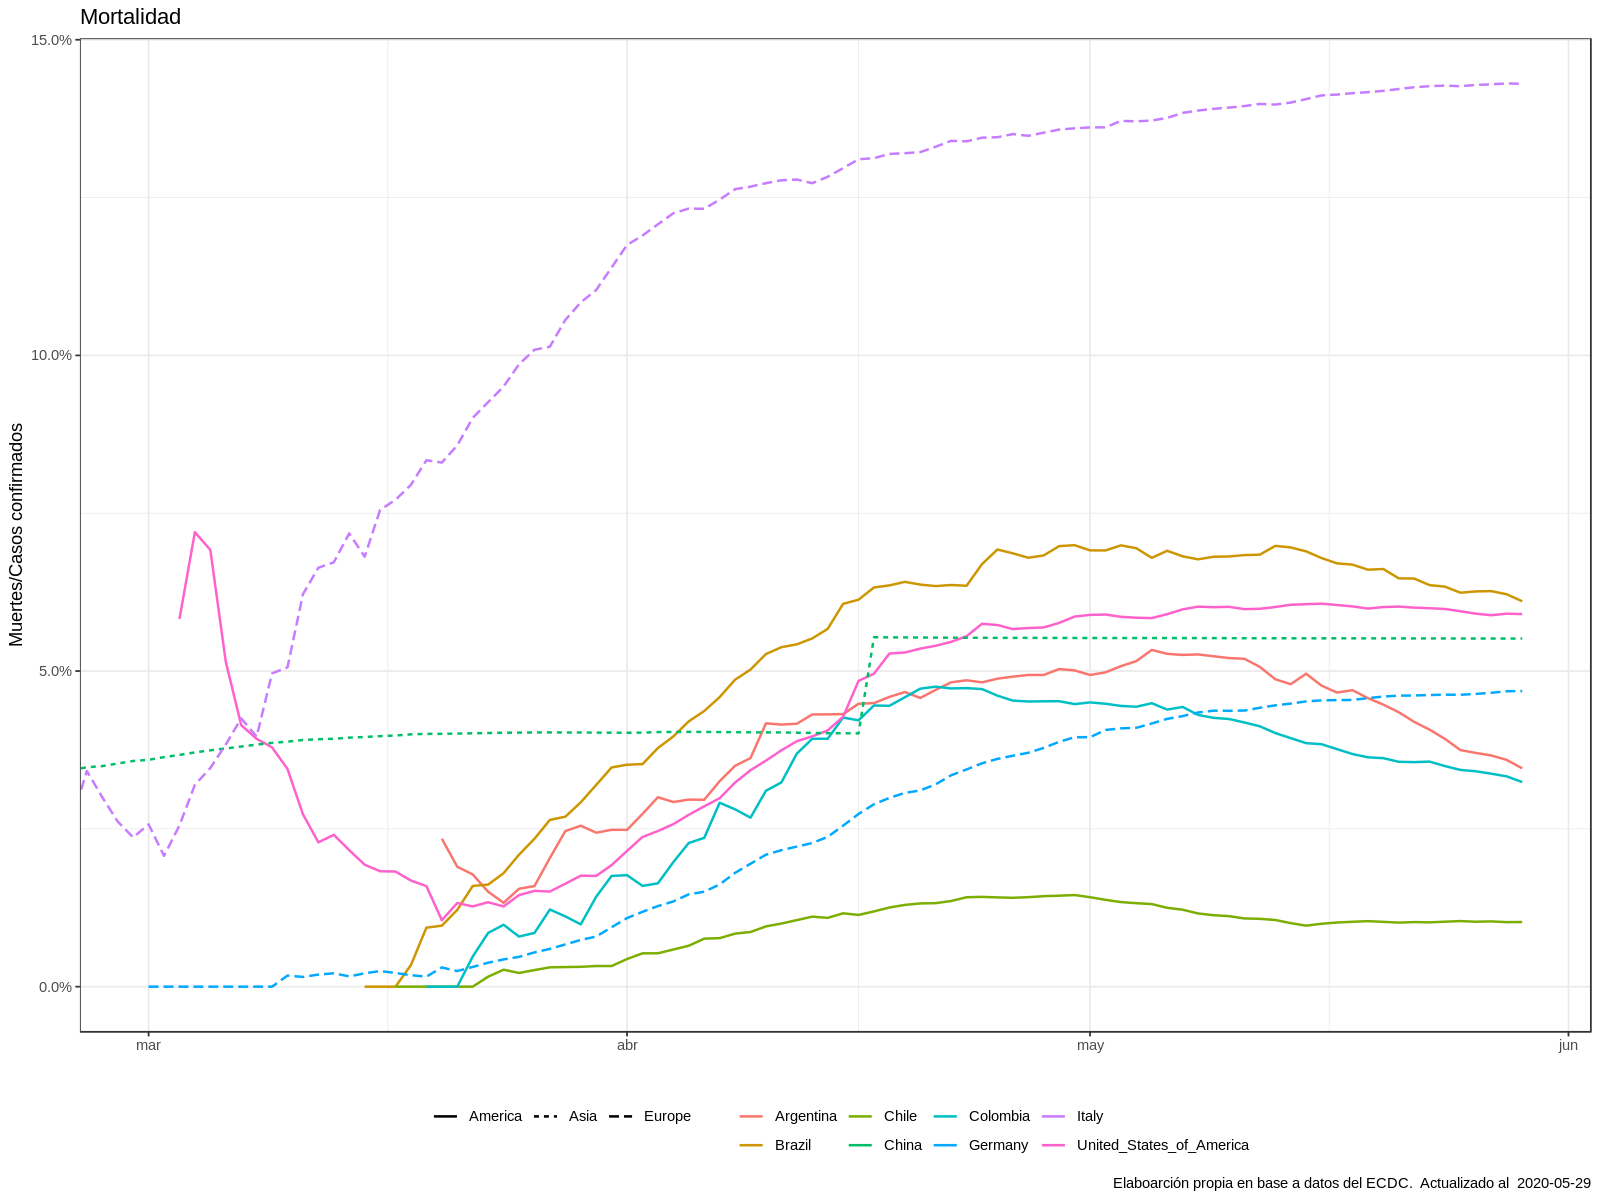 Mortalidad
15.0%
10.0%
5.0%
0.0%
Muertes/Casos confirmados
mar abr may jun
America Asia Europe Argentina Chile Colombia Italy
Brazil China Germany United_States_of_America
Elaboarción propia en base a datos del ECDC.  Actualizado al  2020-05-29